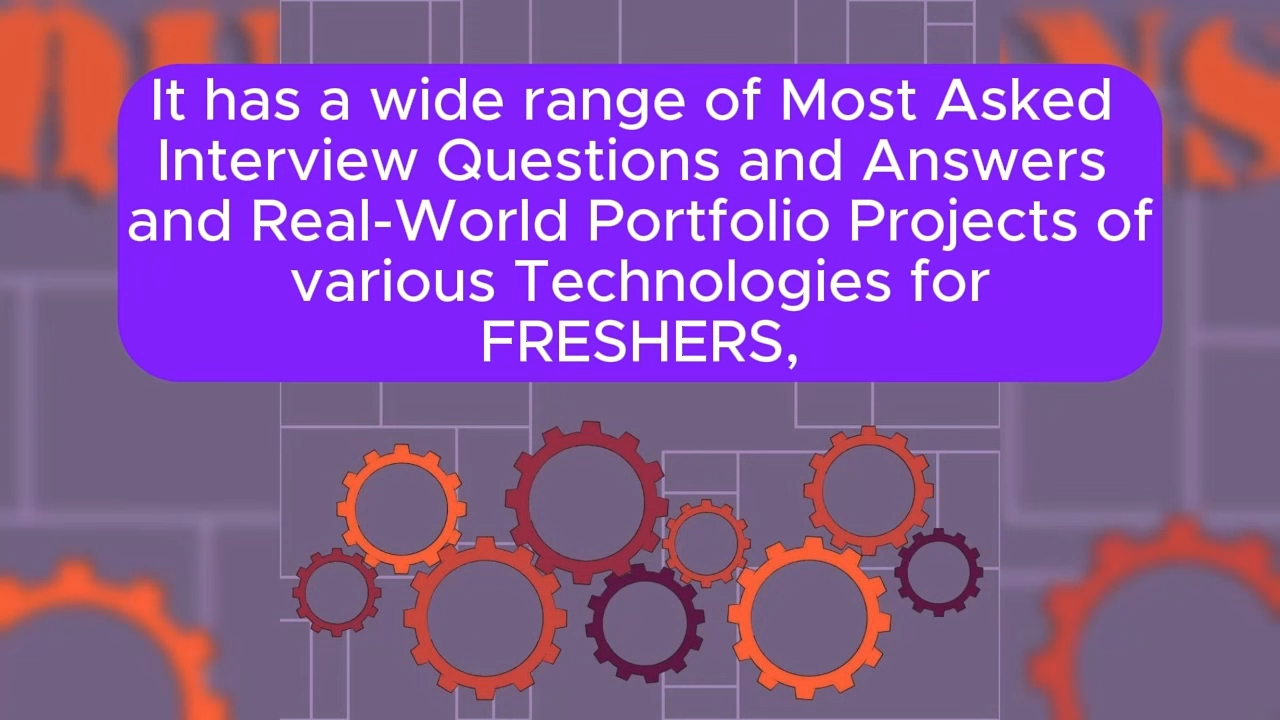 It has a wide range of Most Asked
Interview Questions and Answers
and Real-World Portfolio Projects of
various Technologies for
FRESHERS,